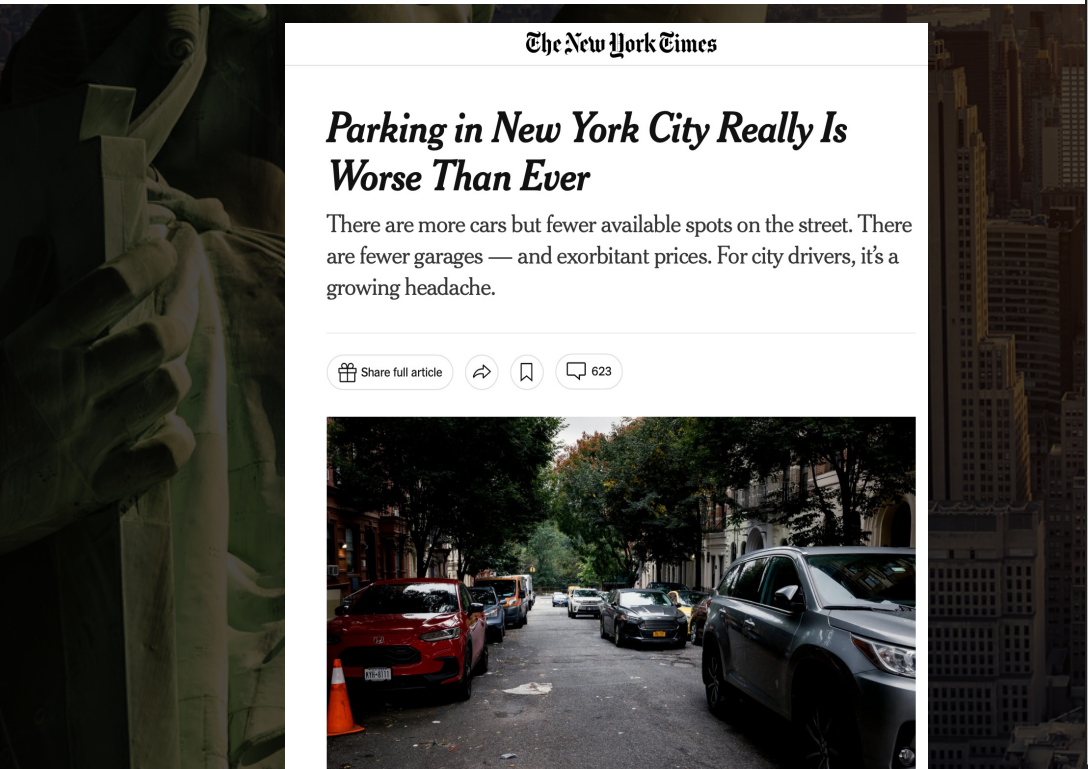 The New York Times
Parking in New York City Really Is
Worse Than Ever
There are more cars but fewer available spots on the street. There
are fewer garages — and exorbitant prices. For city drivers, it’s a
growing headache.
Share full article
623